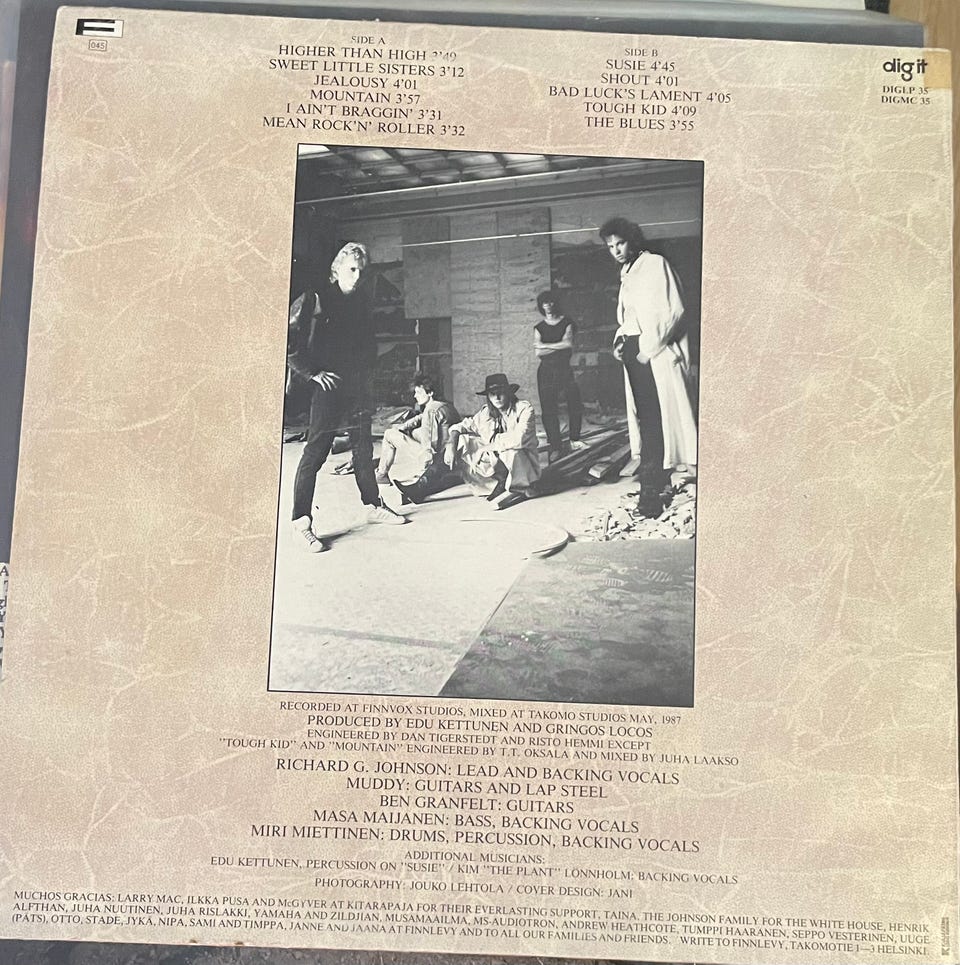 045
SIDE A
HIGHER THAN HIGH 3'49
SWEET LITTLE SISTERS 3'12
JEALOUSY 4'01
MOUNTAIN 3'57
I AIN'T BRAGGIN' 3'31
MEAN ROCK'N' ROLLER 3'32
SIDE B
SUSIE 4'45
SHOUT 4'01
BAD LUCK'S LAMENT 4'05
TOUGH KID 4'09
THE BLUES 3'55
dig it
DIGLP 35
DIGMC 35
RECORDED AT FINNVOX STUDIOS, MIXED AT TAKOMO STUDIOS MAY, 1987
PRODUCED BY EDU KETTUNEN AND GRINGOS LOCOS
ENGINEERED BY DAN TIGERSTEDT AND RISTO HEMMI EXCEPT
"TOUGH KID" AND "MOUNTAIN" ENGINEERED BY T.T. OKSALA AND MIXED BY JUHA LAAKSO
RICHARD G. JOHNSON: LEAD AND BACKING VOCALS
MUDDY: GUITARS AND LAP STEEL
BEN GRANFELT: GUITARS
MASA MAIJANEN: BASS, BACKING VOCALS
MIRI MIETTINEN: DRUMS, PERCUSSION, BACKING VOCALS
ADDITIONAL MUSICIANS:
EDU KETTUNEN, PERCUSSION ON "SUSIE" / KIM "THE PLANT" LÖNNHOLM: BACKING VOCALS
PHOTOGRAPHY: JOUKO LEHTOLA / COVER DESIGN: JANI
MUCHOS GRACIAS: LARRY MAC, ILKKA PUSA and McGYVER AT KITARAPAJA FOR THEIR EVERLASTING SUPPORT, TAINA. THE JOHNSON FAMILY FOR THE WHITE HOUSE, HENRIK
ALFTHAN, JUHA NUUTINEN, JUHA RISLAKKI, YAMAHA AND ZILDJIAN, MUSAMAAILMA, MS-AUDIOTRON, ANDREW HEATHCOTE, TUMPPI HAARANEN, SEPPO VESTERINEN, UUGE
(PÄTS), OTTO, STADE, JYKÄ, NIPA, SAMI AND TIMPPA, JANNE AND JAANA AT FINNLEVY AND TO ALL OUR FAMILIES AND FRIENDS. WRITE TO FINNLEVY, TAKOMOTIE 1—3 HELSINKI.